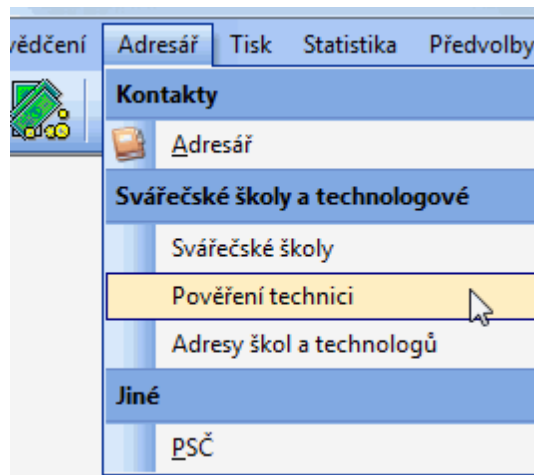 vědčení Adresář Tisk Statistika Předvolby
Kontakty
Adresář
Svářečské školy a technologové
Svářečské školy
Pověření technici
Adresy škol a technologů
Jiné
PSČ